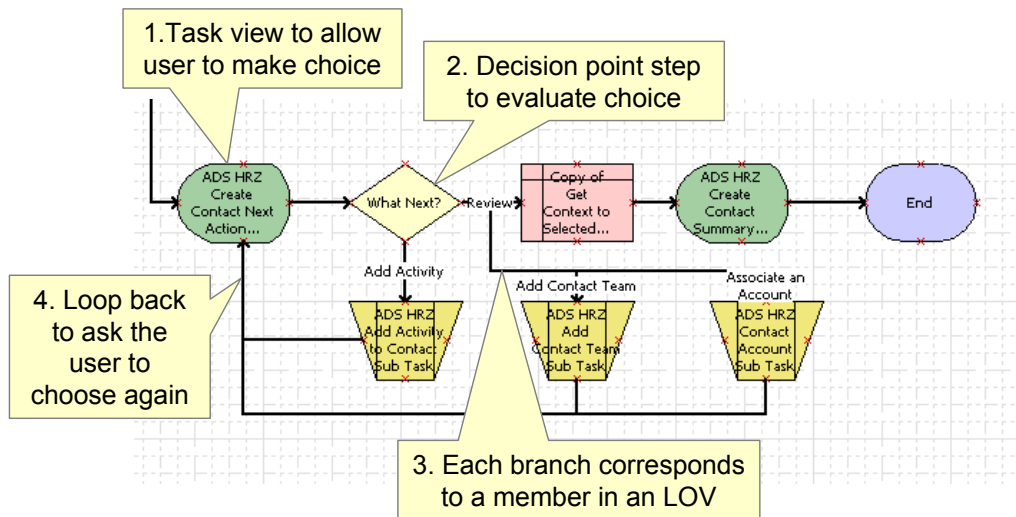 1.Task view to allow
user to make choice
2. Decision point step
to evaluate choice
ADS HRZ
Create
Contact Next
Action...
What Next?
Review
Copy of
Get
Context to
Selected...
ADS HRZ
Create
Contact
Summary...
End
Add Activity
Add Contact Team
Associate an
Account
4. Loop back
to ask the
user to
choose again
ADS HRZ
Add Activity
to Contact
Sub Task
ADS HRZ
Add
Contact Team
Sub Task
ADS HRZ
Contact
Account
Sub Task
3. Each branch corresponds
to a member in an LOV